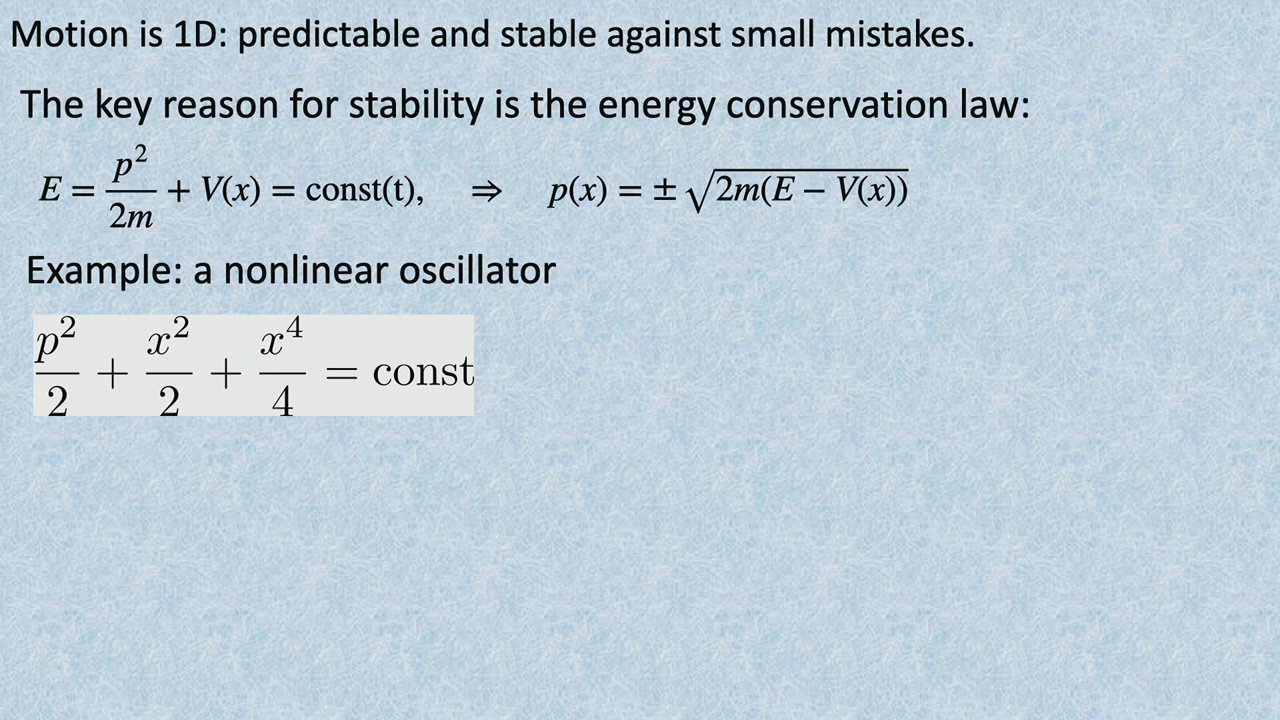 Motion is 1D: predictable and stable against small mistakes.
The key reason for stability is the energy conservation law:
E = p²/2m + V(x) = const(t), ⇒ p(x) = ± √(2m(E − V(x)))
Example: a nonlinear oscillator
p²/2 + x²/2 + x⁴/4 = const